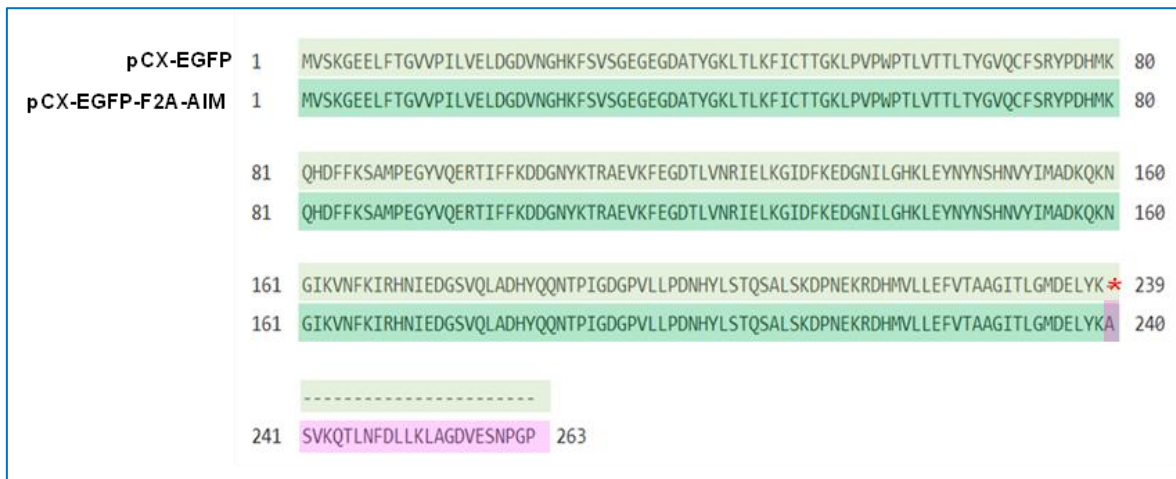 pCX-EGFP 1 MVSKGEELFTGVVPILVELDGDVNGHKFSVSGEGEGDATYGKLTLKFICTTGKLPVPWPTLVTTLTYGVQCFSRYPDHMK 80
pCX-EGFP-F2A-AIM 1 MVSKGEELFTGVVPILVELDGDVNGHKFSVSGEGEGDATYGKLTLKFICTTGKLPVPWPTLVTTLTYGVQCFSRYPDHMK 80
81 QHDFFKSAMPEGYVQERTIFFKDDGNYKTRAEVKFEGDTLVNRIELKGIDFKEDGNILGHKLEYNYNSHNVYIMADKQKN 160
81 QHDFFKSAMPEGYVQERTIFFKDDGNYKTRAEVKFEGDTLVNRIELKGIDFKEDGNILGHKLEYNYNSHNVYIMADKQKN 160
161 GIKVNFKIRHNIEDGSVQLADHYQQNTPIGDGPVLLPDNHYLSTQSALSKDPNEKRDHMVLLEFVTAAGITLGMDELYK* 239
161 GIKVNFKIRHNIEDGSVQLADHYQQNTPIGDGPVLLPDNHYLSTQSALSKDPNEKRDHMVLLEFVTAAGITLGMDELYKA 240
-----------------------
241 SVKQTLNFDLLKLAGDVESNPGP 263